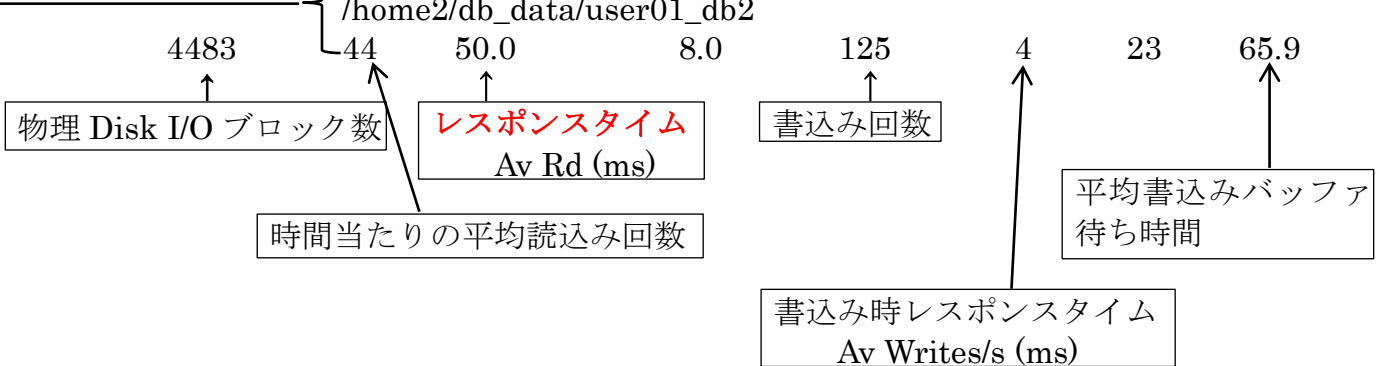 /home2/db_data/user01_db2
4483 44 50.0 8.0 125 4 23 65.9
物理 Disk I/O ブロック数
レスポンスタイム
Av Rd (ms)
書込み回数
平均書込みバッファ
待ち時間
時間当たりの平均読込み回数
書込み時レスポンスタイム
Av Writes/s (ms)